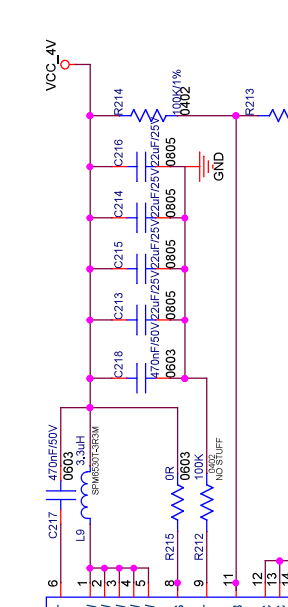 VCC_4V
R214
100K/1%
0402
R213
C216
22uF/25V
0805
GND
C214
22uF/25V
0805
C215
22uF/25V
0805
C213
22uF/25V
0805
C218
470nF/50V
0603
470nF/50V
0603
C217
3.3uH
SPM6530T-3R3M
L9
0R
0603
R215
100K
0402
NO STUFF
R212
6
1
2
3
4
5
8
9
11
12
13
14